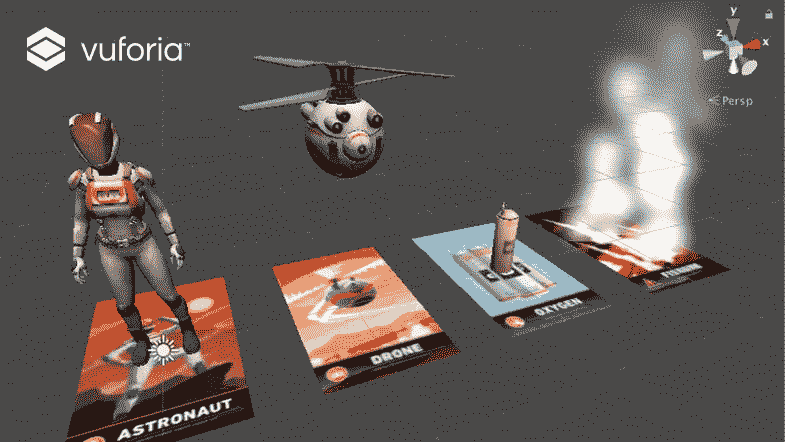 vuforia™
y
z
x
Persp
ASTRONAUT
DRONE
OXYGEN